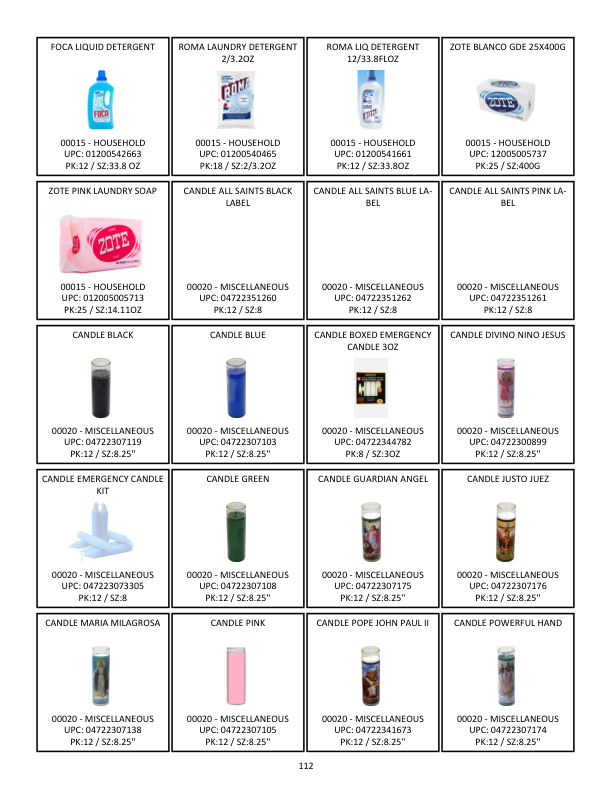 FOCA LIQUID DETERGENT
00015 - HOUSEHOLD
UPC: 01200542663
PK:12 / SZ:33.8 OZ
ROMA LAUNDRY DETERGENT
2/3.2OZ
ROMA
00015 - HOUSEHOLD
UPC: 01200540465
PK:18 / SZ:2/3.2OZ
ROMA LIQ DETERGENT
12/33.8FLOZ
ROMA
00015 - HOUSEHOLD
UPC: 01200541661
PK:12 / SZ:33.8OZ
ZOTE BLANCO GDE 25X400G
ZOTE
00015 - HOUSEHOLD
UPC: 12005005737
PK:25 / SZ:400G
ZOTE PINK LAUNDRY SOAP
ZOTE
00015 - HOUSEHOLD
UPC: 012005005713
PK:25 / SZ:14.11OZ
CANDLE ALL SAINTS BLACK
LABEL
00020 - MISCELLANEOUS
UPC: 04722351260
PK:12 / SZ:8
CANDLE ALL SAINTS BLUE LA-
BEL
00020 - MISCELLANEOUS
UPC: 04722351262
PK:12 / SZ:8
CANDLE ALL SAINTS PINK LA-
BEL
00020 - MISCELLANEOUS
UPC: 04722351261
PK:12 / SZ:8
CANDLE BLACK
00020 - MISCELLANEOUS
UPC: 04722307119
PK:12 / SZ:8.25"
CANDLE BLUE
00020 - MISCELLANEOUS
UPC: 04722307103
PK:12 / SZ:8.25"
CANDLE BOXED EMERGENCY
CANDLE 3OZ
00020 - MISCELLANEOUS
UPC: 04722344782
PK:8 / SZ:3OZ
CANDLE DIVINO NINO JESUS
00020 - MISCELLANEOUS
UPC: 04722300899
PK:12 / SZ:8.25"
CANDLE EMERGENCY CANDLE
KIT
00020 - MISCELLANEOUS
UPC: 047223073305
PK:12 / SZ:8
CANDLE GREEN
00020 - MISCELLANEOUS
UPC: 04722307108
PK:12 / SZ:8.25"
CANDLE GUARDIAN ANGEL
00020 - MISCELLANEOUS
UPC: 04722307175
PK:12 / SZ:8.25"
CANDLE JUSTO JUEZ
00020 - MISCELLANEOUS
UPC: 04722307176
PK:12 / SZ:8.25"
CANDLE MARIA MILAGROSA
00020 - MISCELLANEOUS
UPC: 04722307138
PK:12 / SZ:8.25"
CANDLE PINK
00020 - MISCELLANEOUS
UPC: 04722307105
PK:12 / SZ:8.25"
CANDLE POPE JOHN PAUL II
00020 - MISCELLANEOUS
UPC: 04722341673
PK:12 / SZ:8.25"
CANDLE POWERFUL HAND
00020 - MISCELLANEOUS
UPC: 04722307174
PK:12 / SZ:8.25"
112